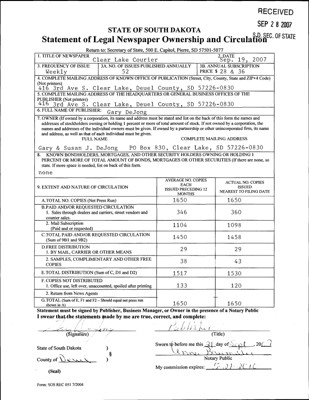 RECEIVED
SEP 28 2007
S.D. SEC. OF STATE
STATE OF SOUTH DAKOTA
Statement of Legal Newspaper Ownership and Circulation
Return to: Secretary of State, 500 E. Capitol, Pierre, SD 57501-5077
1. TITLE OF NEWSPAPER
Clear Lake Courier
2. DATE
Sep. 19, 2007
3. FREQUENCY OF ISSUE
Weekly
3A. NO. OF ISSUES PUBLISHED ANNUALLY
52
3B. ANNUAL SUBSCRIPTION
PRICE $ 29 & 36
4. COMPLETE MAILING ADDRESS OF KNOWN OFFICE OF PUBLICATION (Street, City, County, State and ZIP+4 Code)
(Not printers)
416 3rd Ave S. Clear Lake, Deuel County, SD 57226-0830
5. COMPLETE MAILING ADDRESS OF THE HEADQUARTERS OR GENERAL BUSINESS OFFICES OF THE
PUBLISHER (Not printers)
416 3rd Ave S. Clear Lake, Deuel County, SD 57226-0830
6. FULL NAME OF PUBLISHER:
Gary DeJong
7. OWNER (If owned by a corporation, its name and address must be stated and list on the back of this form the names and
addresses of stockholders owning or holding 1 percent or more of total amount of stock. If not owned by a corporation, the
names and addresses of the individual owners must be given. If owned by a partnership or other unincorporated firm, its name
and address, as well as that of each individual must be given.
FULL NAME COMPLETE MAILING ADDRESS
Gary & Susan J. DeJong PO Box 830, Clear Lake, SD 57226-0830
8. KNOWN BONDHOLDERS, MORTGAGES, AND OTHER SECURITY HOLDERS OWNING OR HOLDING 1
PERCENT OR MORE OF TOTAL AMOUNT OF BONDS, MORTGAGES OR OTHER SECURITIES (If there are none, so
state. If more space is needed, list on back of this form.
none
9. EXTENT AND NATURE OF CIRCULATION
AVERAGE NO. COPIES
EACH
ISSUED PRECEDING 12
MONTHS
ACTUAL NO. COPIES
ISSUED
NEAREST TO FILING DATE
A. TOTAL NO. COPIES (Net Press Run) 1650 1650
B. PAID AND/OR REQUESTED CIRCULATION
1. Sales through dealers and carriers, street vendors and
counter sales. 346 360
2. Mail Subscription
(Paid and or requested) 1104 1098
C. TOTAL PAID AND/OR REQUESTED CIRCULATION
(Sum of 9B1 and 9B2) 1450 1458
D. FREE DISTRIBUTION
1. BY MAIL, CARRIER OR OTHER MEANS 29 29
2. SAMPLES, COMPLIMENTARY AND OTHER FREE
COPIES 38 43
E. TOTAL DISTRIBUTION (Sum of C, D1 and D2) 1517 1530
F. COPIES NOT DISTRIBUTED
1. Office use, left over, unaccounted, spoiled after printing 133 120
2. Return from News Agents
G. TOTAL (Sum of E, F1 and F2 - Should equal net press run
shown in A) 1650 1650
Statement must be signed by Publisher, Business Manager, or Owner in the presence of a Notary Public
I swear that the statements made by me are true, correct, and complete:
Publisher
(Signature) (Title)
State of South Dakota )
§
County of Deuel )
Sworn to before me this 21 day of Sept, 2007
Notary Public
My commission expires:
(Seal)
Form: SOS REC 051 7/2004